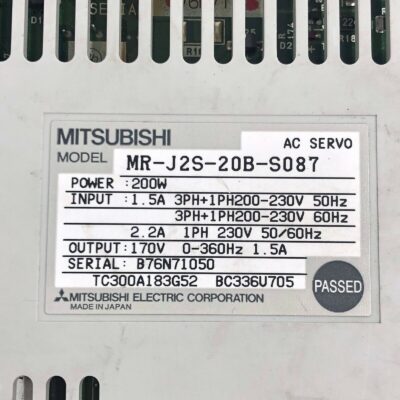 SERIAL
MITSUBISHI
AC SERVO
MODEL MR-J2S-20B-S087
POWER :200W
INPUT :1.5A 3PH+1PH200-230V 50Hz
3PH+1PH200-230V 60Hz
2.2A 1PH 230V 50/60Hz
OUTPUT:170V 0-360Hz 1.5A
SERIAL: B76N71050
TC300A183G52 BC336U705
PASSED
MITSUBISHI ELECTRIC CORPORATION
MADE IN JAPAN